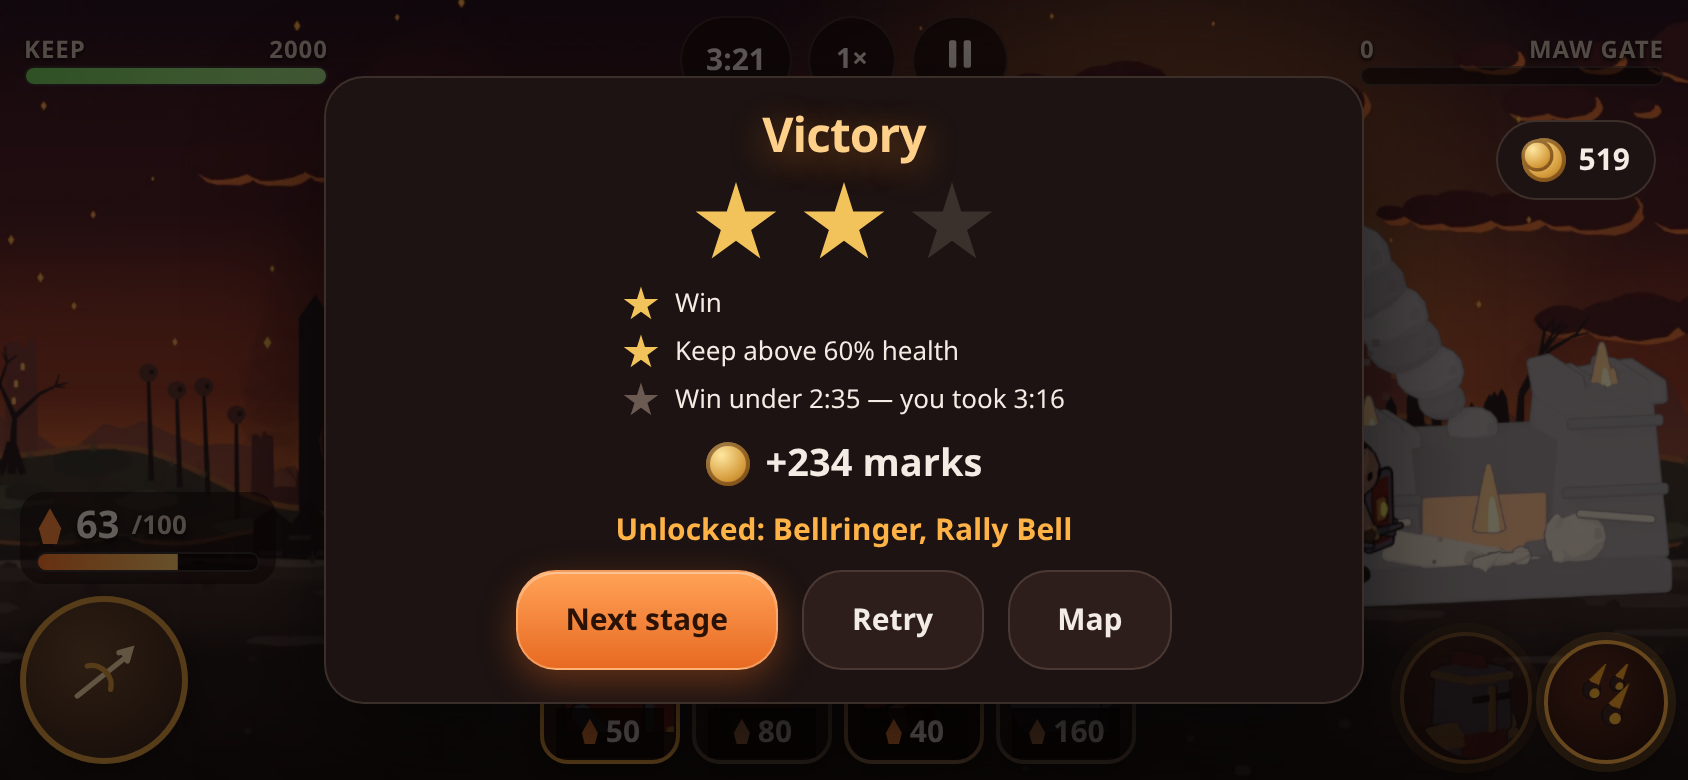 KEEP 2000
3:21
1×
0 MAW GATE
519
Victory
Win
Keep above 60% health
Win under 2:35 — you took 3:16
+234 marks
Unlocked: Bellringer, Rally Bell
63 /100
Next stage
Retry
Map
50
80
40
160